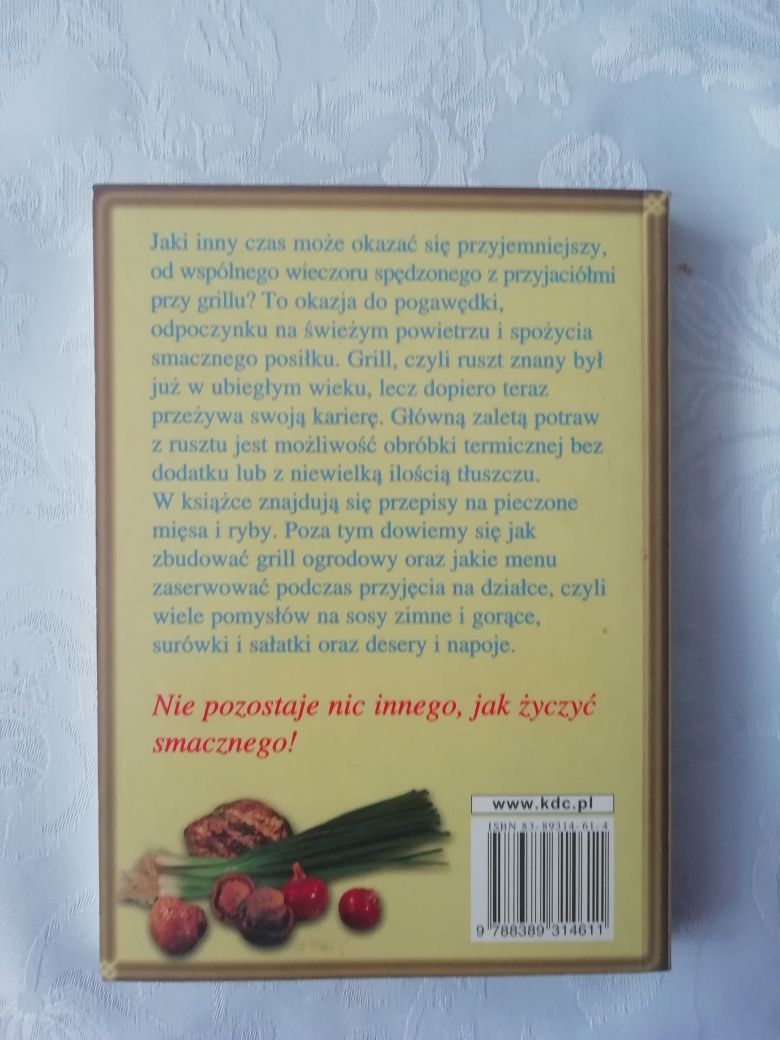 Jaki inny czas może okazać się przyjemniejszy,
od wspólnego wieczoru spędzonego z przyjaciółmi
przy grillu? To okazja do pogawędki,
odpoczynku na świeżym powietrzu i spożycia
smacznego posiłku. Grill, czyli ruszt znany był
już w ubiegłym wieku, lecz dopiero teraz
przeżywa swoją karierę. Główną zaletą potraw
z rusztu jest możliwość obróbki termicznej bez
dodatku lub z niewielką ilością tłuszczu.
W książce znajdują się przepisy na pieczone
mięsa i ryby. Poza tym dowiemy się jak
zbudować grill ogrodowy oraz jakie menu
zaserwować podczas przyjęcia na działce, czyli
wiele pomysłów na sosy zimne i gorące,
surówki i sałatki oraz desery i napoje.
Nie pozostaje nic innego, jak życzyć
smacznego!
www.kdc.pl
ISBN 83-89314-61-4
9 788389 314611